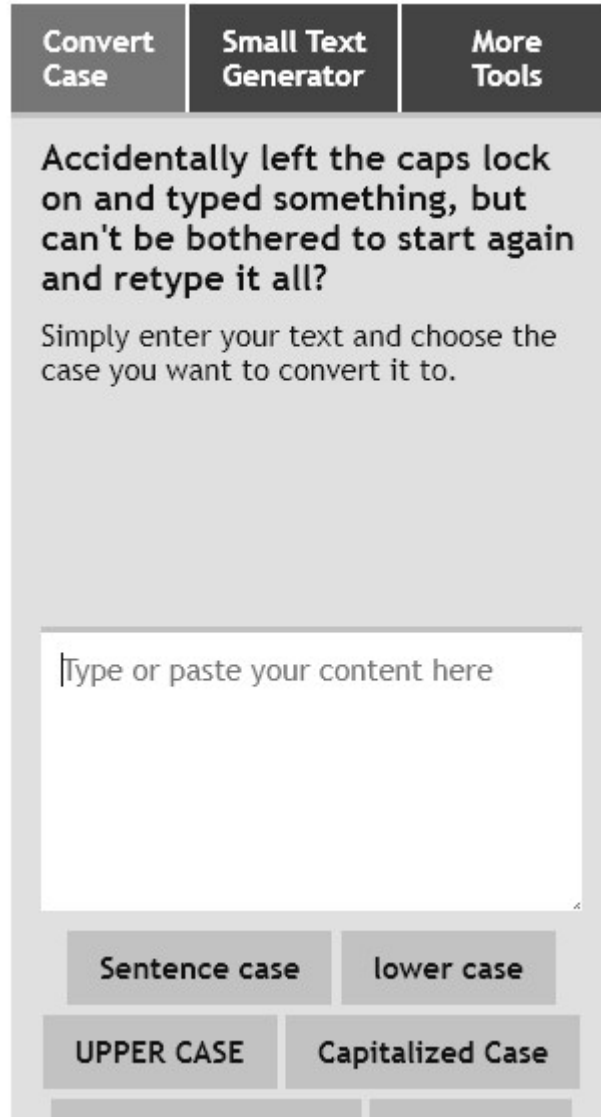 Convert
Case
Small Text
Generator
More
Tools
Accidentally left the caps lock
on and typed something, but
can't be bothered to start again
and retype it all?
Simply enter your text and choose the
case you want to convert it to.
Type or paste your content here
Sentence case
lower case
UPPER CASE
Capitalized Case